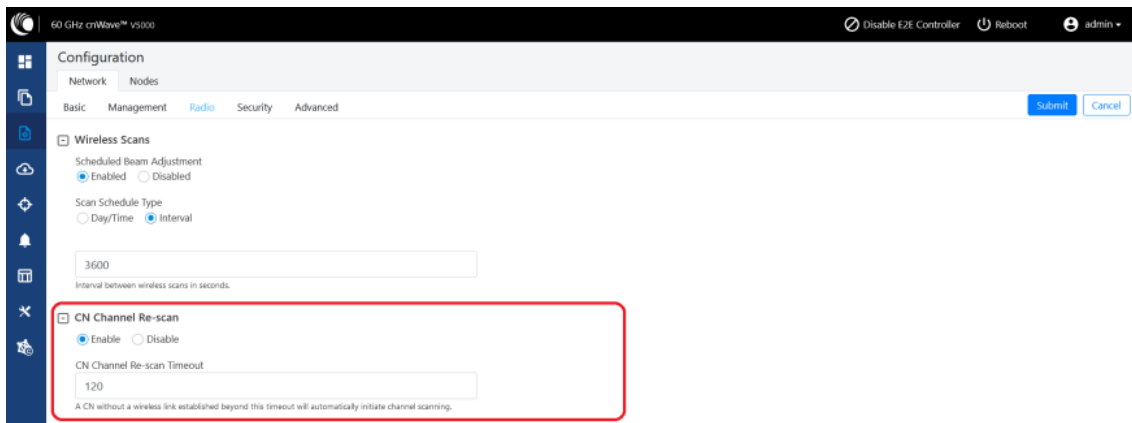 60 GHz cnWave™ V5000
Disable E2E Controller Reboot admin
Configuration
Network Nodes
Basic Management Radio Security Advanced Submit Cancel
Wireless Scans
Scheduled Beam Adjustment
Enabled Disabled
Scan Schedule Type
Day/Time Interval
3600
Interval between wireless scans in seconds.
CN Channel Re-scan
Enable Disable
CN Channel Re-scan Timeout
120
A CN without a wireless link established beyond this timeout will automatically initiate channel scanning.